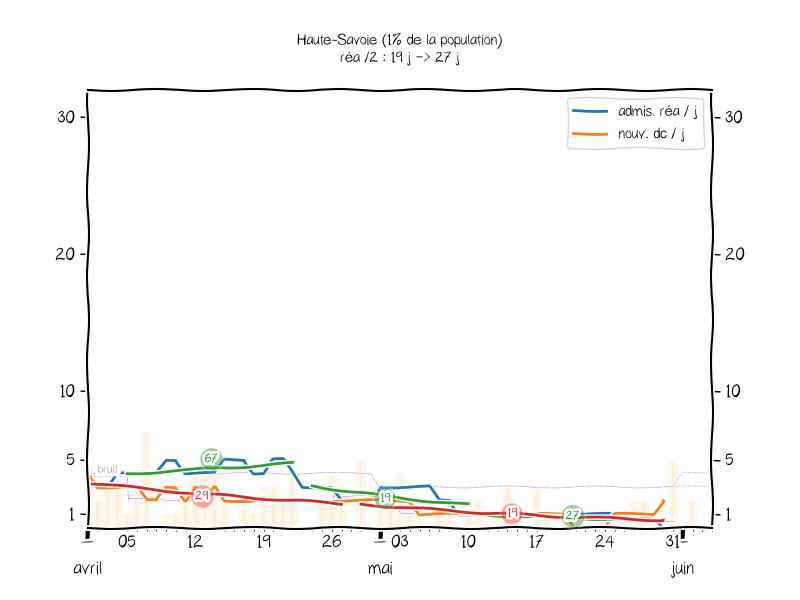 Haute-Savoie (1% de la population)
réa /2 : 19 j -> 27 j
admis. réa / j
nouv. dc / j
30 30
20 20
10 10
5 5
1 1
bruit
67
29
19
19
27
05 12 19 26 03 10 17 24 31
avril mai juin